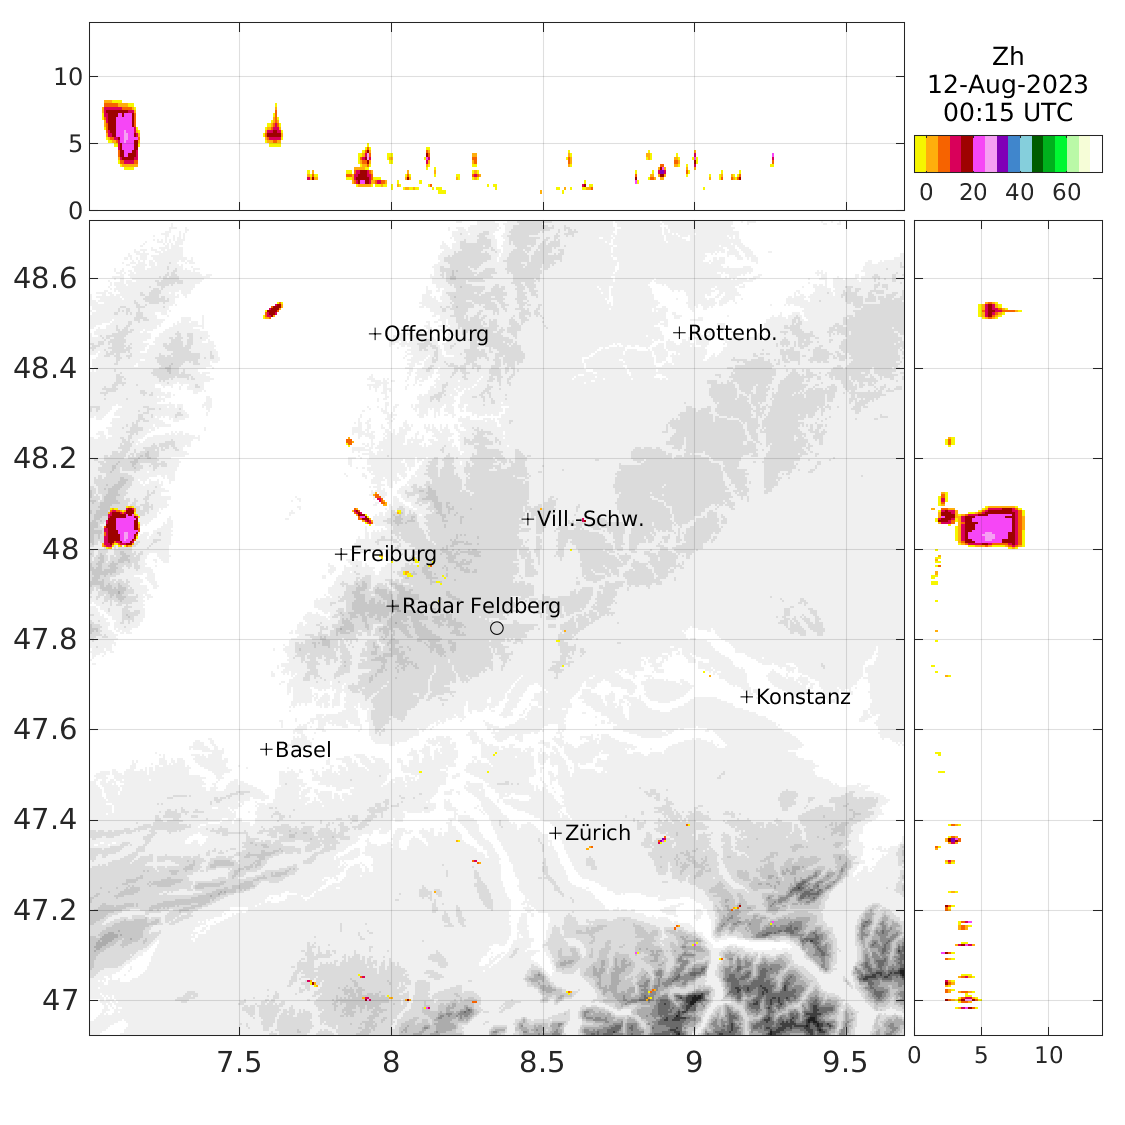 Zh
12-Aug-2023
00:15 UTC
10
5
0
0 20 40 60
48.6
48.4
48.2
48
47.8
47.6
47.4
47.2
47
+Offenburg
+Rottenb.
+Vill.-Schw.
+Freiburg
+Radar Feldberg
+Konstanz
+Basel
+Zürich
7.5 8 8.5 9 9.5
0 5 10